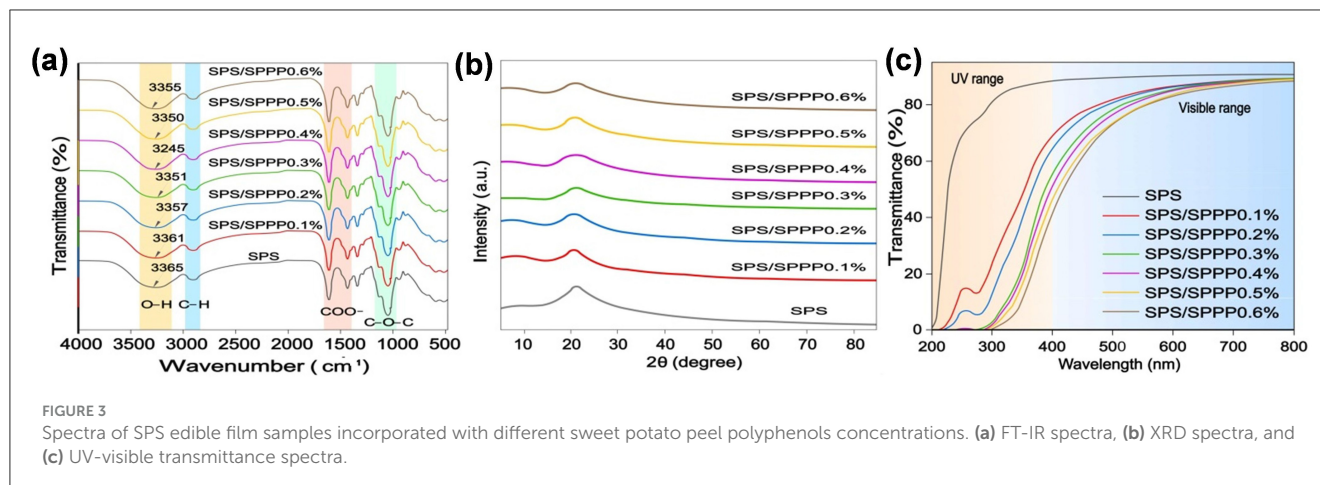 (a)
Transmittance (%)
SPS/SPPP0.6%
3355
SPS/SPPP0.5%
3350
SPS/SPPP0.4%
3245
SPS/SPPP0.3%
3351
SPS/SPPP0.2%
3357
SPS/SPPP0.1%
3361
SPS
3365
O-H C-H COO- C-O-C
4000 3500 3000 2500 2000 1500 1000 500
Wavenumber ( cm-1)
(b)
Intensity (a.u.)
SPS/SPPP0.6%
SPS/SPPP0.5%
SPS/SPPP0.4%
SPS/SPPP0.3%
SPS/SPPP0.2%
SPS/SPPP0.1%
SPS
10 20 30 40 50 60 70 80
2θ (degree)
(c)
Transmittance (%)
UV range
Visible range
80
60
40
20
0
SPS
SPS/SPPP0.1%
SPS/SPPP0.2%
SPS/SPPP0.3%
SPS/SPPP0.4%
SPS/SPPP0.5%
SPS/SPPP0.6%
200 300 400 500 600 700 800
Wavelength (nm)
FIGURE 3
Spectra of SPS edible film samples incorporated with different sweet potato peel polyphenols concentrations. (a) FT-IR spectra, (b) XRD spectra, and
(c) UV-visible transmittance spectra.